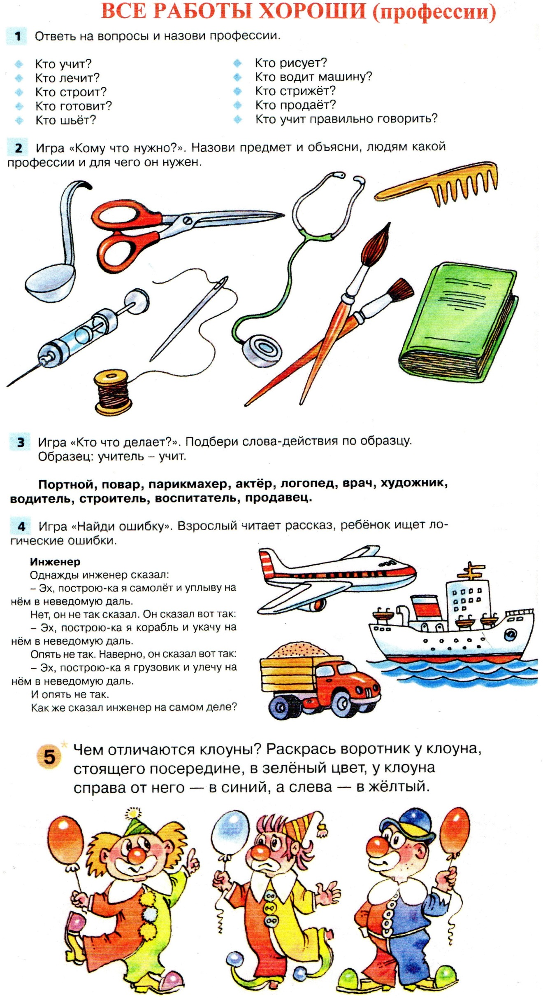 ВСЕ РАБОТЫ ХОРОШИ (профессии)
1 Ответь на вопросы и назови профессии.
Кто учит?
Кто лечит?
Кто строит?
Кто готовит?
Кто шьёт?
Кто рисует?
Кто водит машину?
Кто стрижёт?
Кто продаёт?
Кто учит правильно говорить?
2 Игра «Кому что нужно?». Назови предмет и объясни, людям какой
профессии и для чего он нужен.
3 Игра «Кто что делает?». Подбери слова-действия по образцу.
Образец: учитель – учит.
Портной, повар, парикмахер, актёр, логопед, врач, художник,
водитель, строитель, воспитатель, продавец.
4 Игра «Найди ошибку». Взрослый читает рассказ, ребёнок ищет ло-
гические ошибки.
Инженер
Однажды инженер сказал:
– Эх, построю-ка я самолёт и уплыву на
нём в неведомую даль.
Нет, он не так сказал. Он сказал вот так:
– Эх, построю-ка я корабль и укачу на
нём в неведомую даль.
Опять не так. Наверно, он сказал вот так:
– Эх, построю-ка я грузовик и улечу на
нём в неведомую даль.
И опять не так.
Как же сказал инженер на самом деле?
5 * Чем отличаются клоуны? Раскрась воротник у клоуна,
стоящего посередине, в зелёный цвет, у клоуна
справа от него — в синий, а слева — в жёлтый.